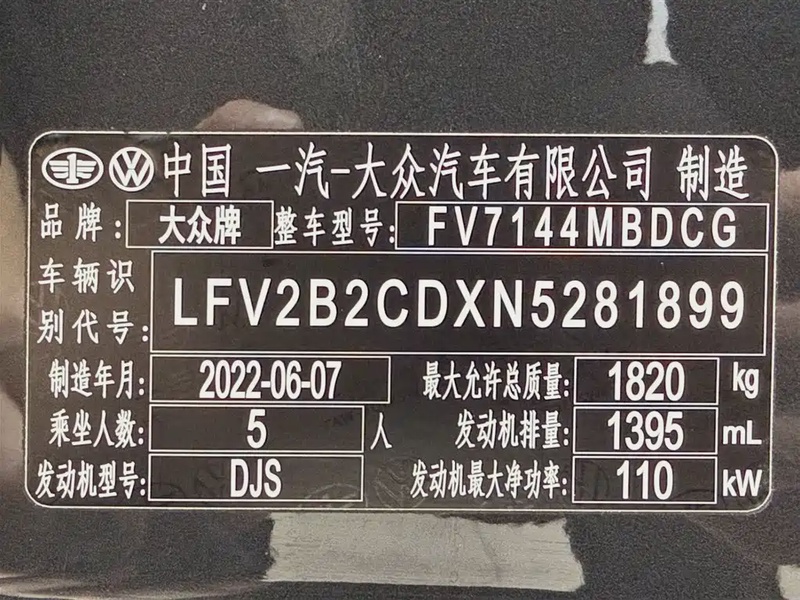 中国 一汽-大众汽车有限公司 制造
品牌: 大众牌 整车型号: FV7144MBDCG
车辆识别代号: LFV2B2CDXN5281899
制造年月: 2022-06-07 最大允许总质量: 1820 kg
乘坐人数: 5 人 发动机排量: 1395 mL
发动机型号: DJS 发动机最大净功率: 110 kW